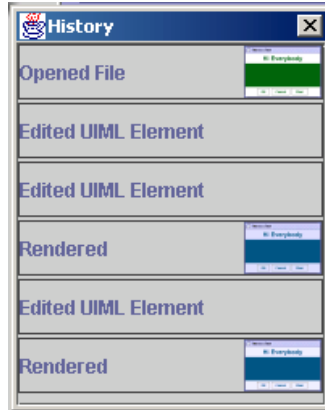 History
Opened File
Hi Everybody
Edited UIML Element
Edited UIML Element
Rendered
Hi Everybody
Edited UIML Element
Rendered
Hi Everybody